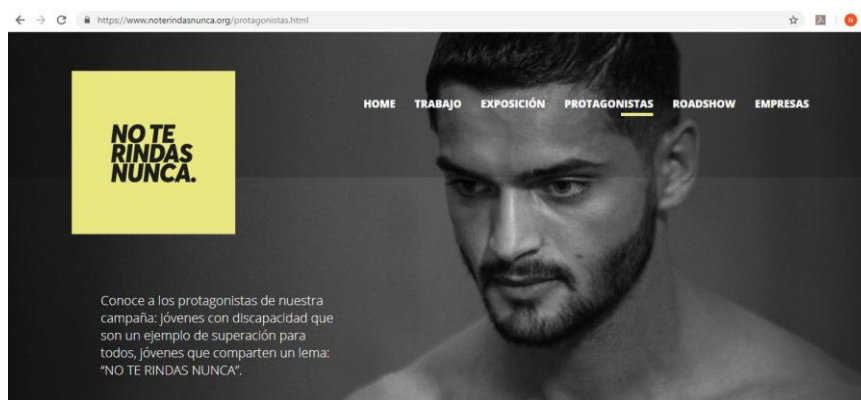 https://www.noterindasnunca.org/protagonistas.html
N
HOME TRABAJO EXPOSICIÓN PROTAGONISTAS ROADSHOW EMPRESAS
NO TE
RINDAS
NUNCA.
Conoce a los protagonistas de nuestra
campaña: jóvenes con discapacidad que
son un ejemplo de superación para
todos, jóvenes que comparten un lema:
“NO TE RINDAS NUNCA”.